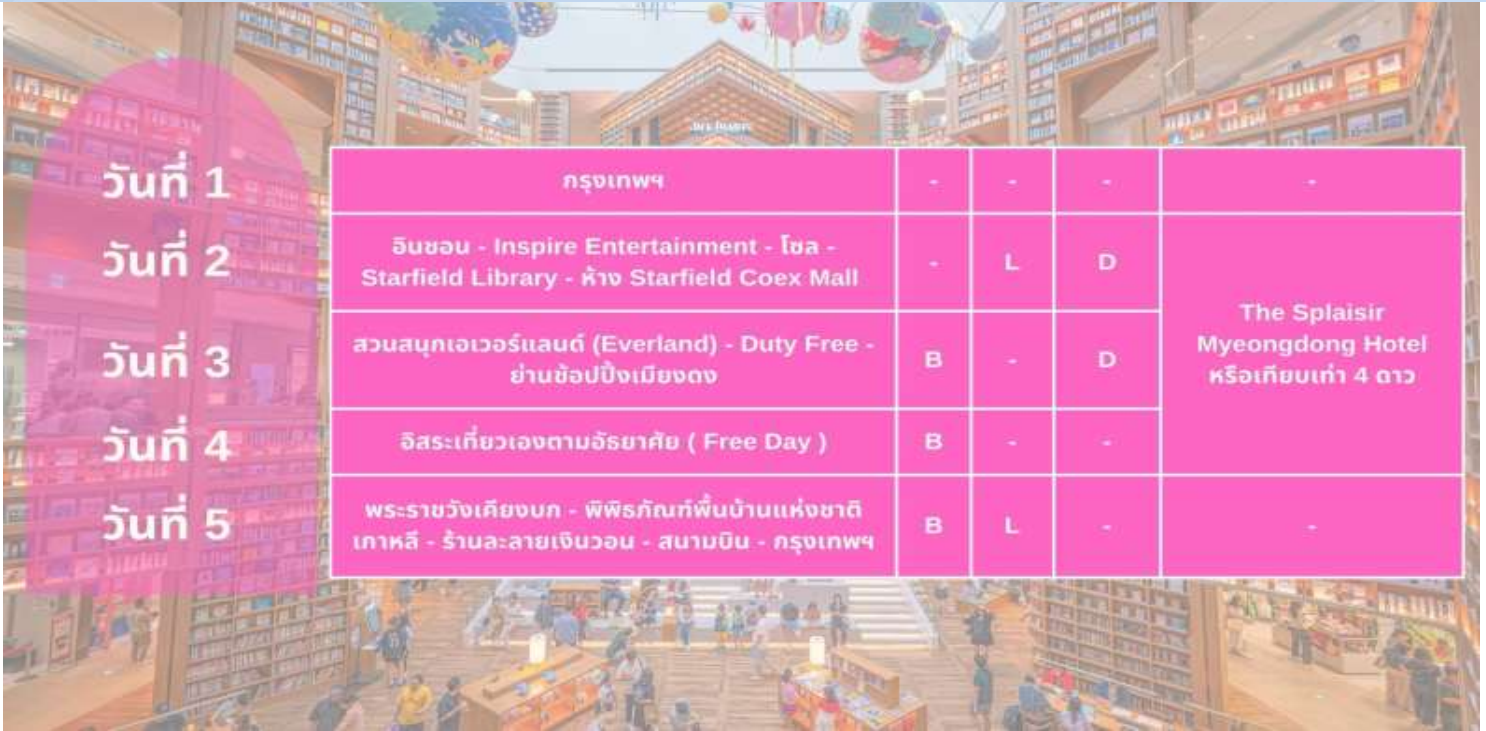 วันที่ 1
กรุงเทพฯ
-
-
-
-
วันที่ 2
อินชอน - Inspire Entertainment - โซล -
Starfield Library - ห้าง Starfield Coex Mall
-
L
D
The Splaisir
Myeongdong Hotel
หรือเทียบเท่า 4 ดาว
วันที่ 3
สวนสนุกเอเวอร์แลนด์ (Everland) - Duty Free -
ย่านช้อปปิ้งเมียงดง
B
-
D
วันที่ 4
อิสระเที่ยวเองตามอัธยาศัย ( Free Day )
B
-
-
วันที่ 5
พระราชวังเคียงบก - พิพิธภัณฑ์พื้นบ้านแห่งชาติ
เกาหลี - ร้านละลายเงินวอน - สนามบิน - กรุงเทพฯ
B
L
-
-